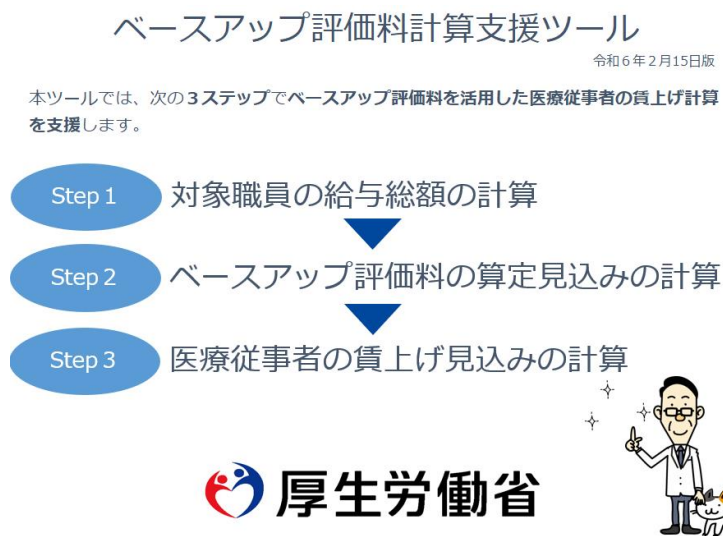 ベースアップ評価料計算支援ツール
令和6年2月15日版
本ツールでは、次の3ステップでベースアップ評価料を活用した医療従事者の賃上げ計算
を支援します。
Step 1 対象職員の給与総額の計算
Step 2 ベースアップ評価料の算定見込みの計算
Step 3 医療従事者の賃上げ見込みの計算
厚生労働省